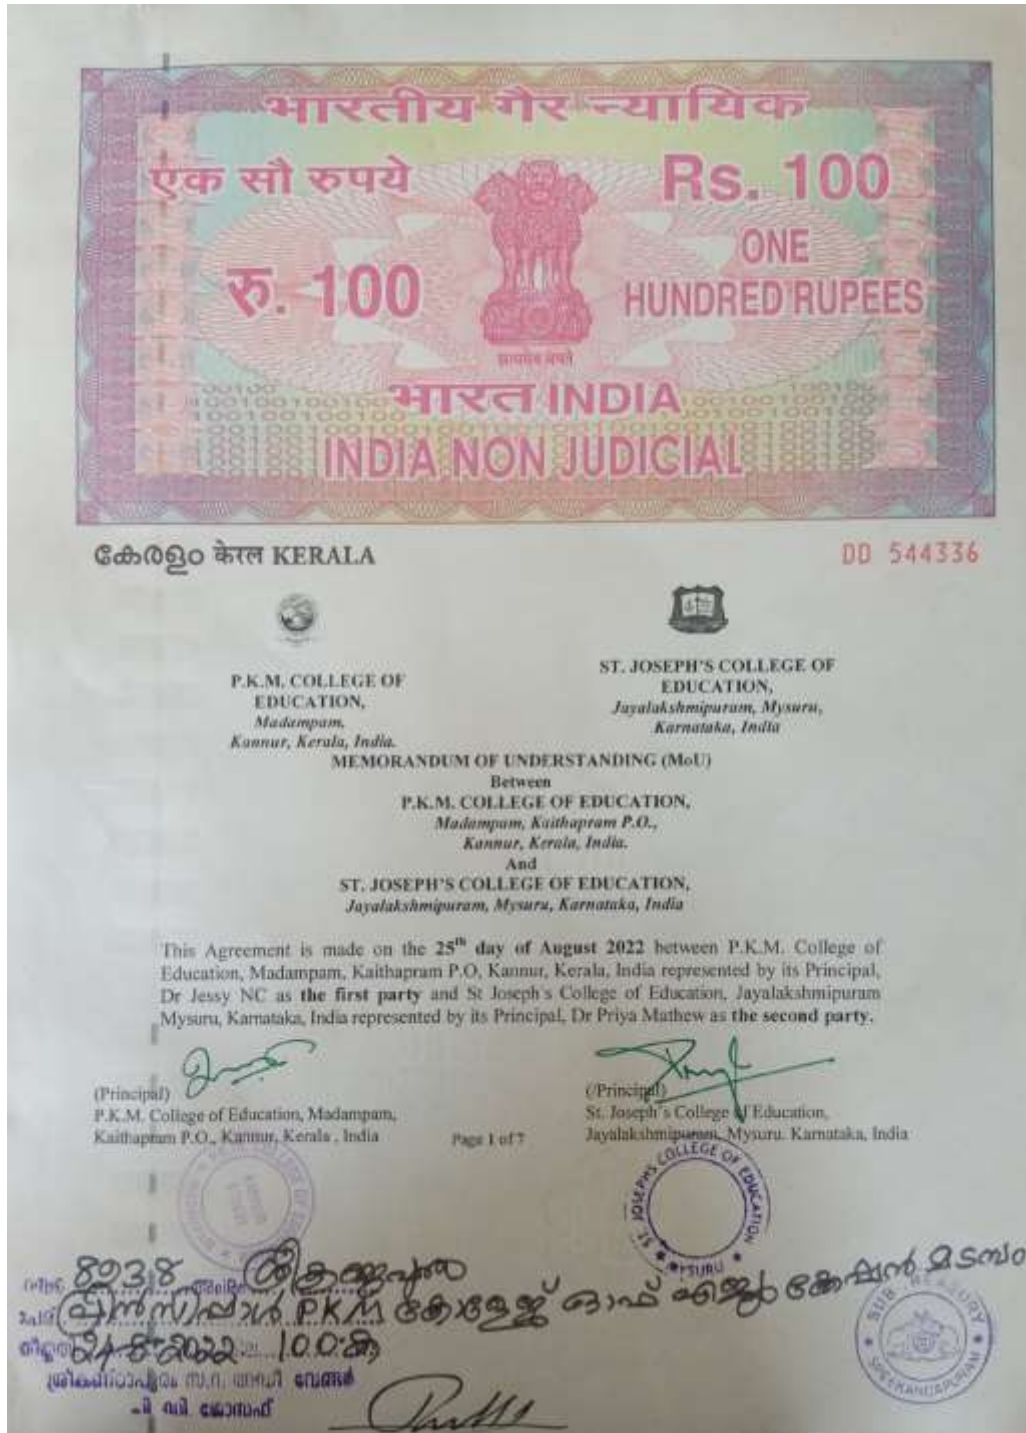 भारतीय गैर न्यायिक
एक सौ रुपये
Rs. 100
रु. 100
ONE
HUNDRED RUPEES
सत्यमेव जयते
भारत INDIA
INDIA NON JUDICIAL
കേരളം केरल KERALA
DD 544336
P.K.M. COLLEGE OF
EDUCATION,
Madampam,
Kannur, Kerala, India.
ST. JOSEPH'S COLLEGE OF
EDUCATION,
Jayalakshmipuram, Mysuru,
Karnataka, India
MEMORANDUM OF UNDERSTANDING (MoU)
Between
P.K.M. COLLEGE OF EDUCATION,
Madampam, Kaithapram P.O.,
Kannur, Kerala, India.
And
ST. JOSEPH'S COLLEGE OF EDUCATION,
Jayalakshmipuram, Mysuru, Karnataka, India
This Agreement is made on the 25th day of August 2022 between P.K.M. College of
Education, Madampam, Kaithapram P.O, Kannur, Kerala, India represented by its Principal,
Dr Jessy NC as the first party and St Joseph's College of Education, Jayalakshmipuram
Mysuru, Karnataka, India represented by its Principal, Dr Priya Mathew as the second party.
(Principal)
P.K.M. College of Education, Madampam,
Kaithapram P.O., Kannur, Kerala , India
Page 1 of 7
(/Principal)
St. Joseph's College of Education,
Jayalakshmipuram, Mysuru. Karnataka, India
ST. JOSEPHS COLLEGE OF EDUCATION
MYSURU
8938
പ്രിൻസിപ്പാൾ PKM കോളേജ് ഓഫ് എജ്യുക്കേഷൻ മടമ്പം
24-8-2022 100
SUB TREASURY
SREEKANDAPURAM